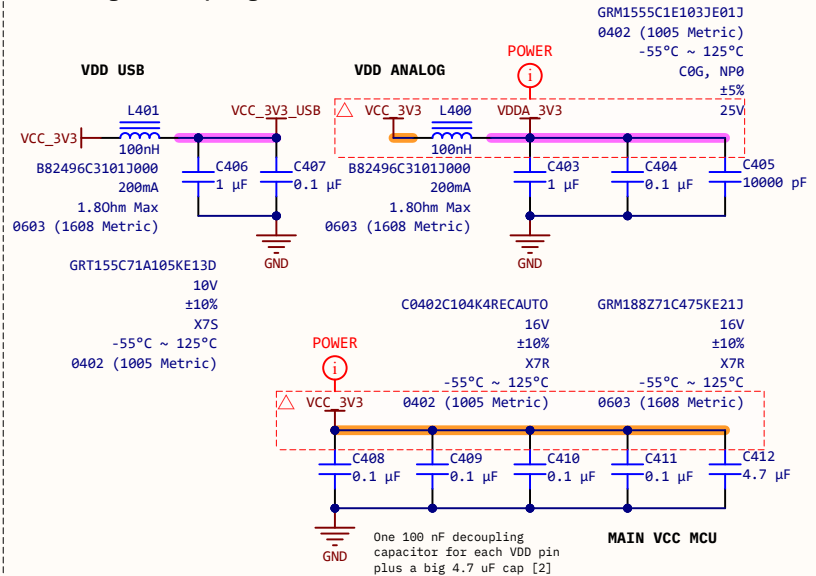 GRM1555C1E103JE01J
0402 (1005 Metric)
-55°C ~ 125°C
C0G, NP0
±5%
25V
POWER
i
VDD USB
VDD ANALOG
L401
VCC_3V3_USB
VCC_3V3
100nH
B82496C3101J000
200mA
1.8Ohm Max
0603 (1608 Metric)
C406
1 µF
C407
0.1 µF
GND
VCC_3V3
L400
VDDA_3V3
100nH
B82496C3101J000
200mA
1.8Ohm Max
0603 (1608 Metric)
C403
1 µF
C404
0.1 µF
C405
10000 pF
GND
GRT155C71A105KE13D
10V
±10%
X7S
-55°C ~ 125°C
0402 (1005 Metric)
C0402C104K4RECAUTO
16V
±10%
X7R
-55°C ~ 125°C
0402 (1005 Metric)
GRM188Z71C475KE21J
16V
±10%
X7R
-55°C ~ 125°C
0603 (1608 Metric)
POWER
i
VCC_3V3
C408
0.1 µF
C409
0.1 µF
C410
0.1 µF
C411
0.1 µF
C412
4.7 µF
GND
One 100 nF decoupling
capacitor for each VDD pin
plus a big 4.7 uF cap [2]
MAIN VCC MCU